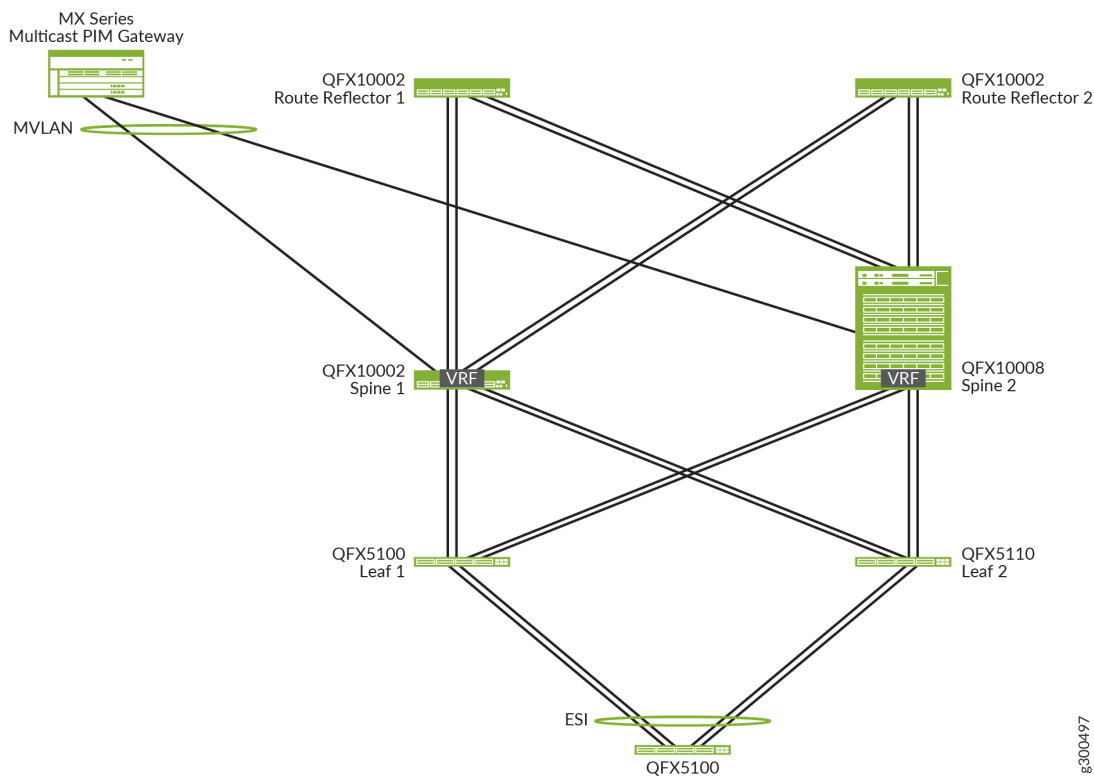 MX Series
Multicast PIM Gateway
MVLAN
QFX10002
Route Reflector 1
QFX10002
Route Reflector 2
QFX10002
Spine 1
VRF
VRF
QFX10008
Spine 2
QFX5100
Leaf 1
QFX5110
Leaf 2
ESI
QFX5100
g300497